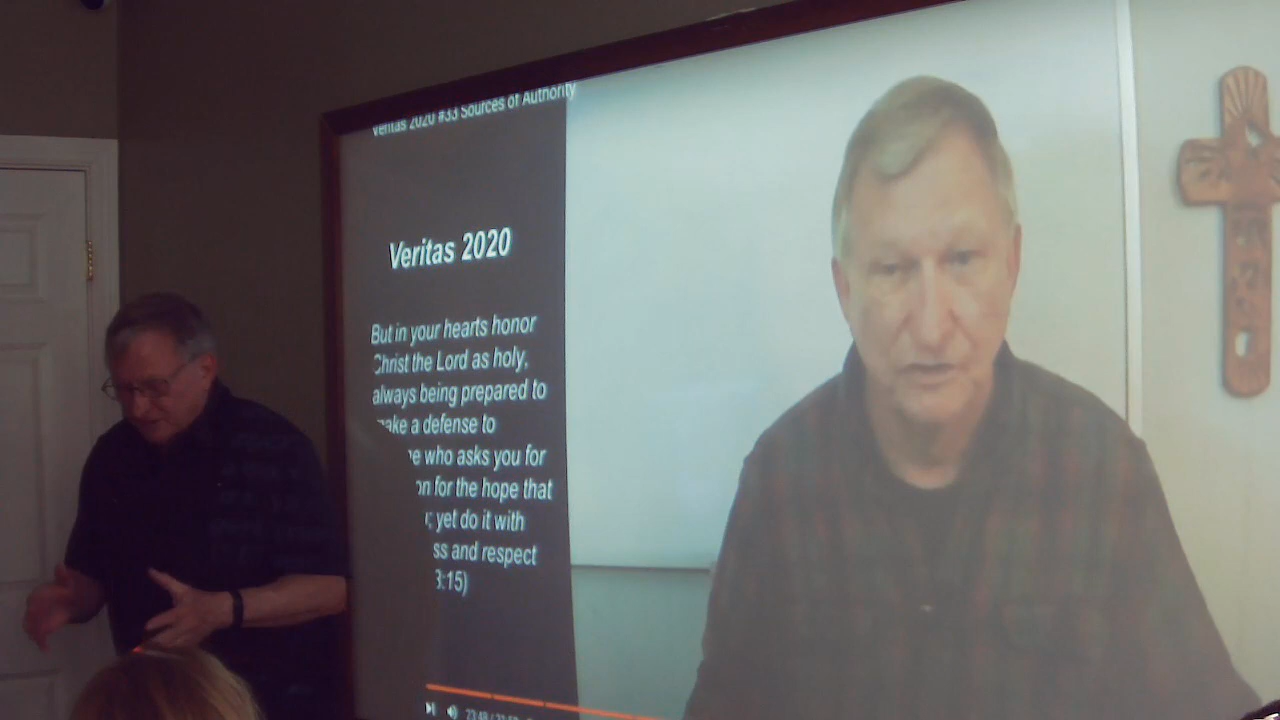 Veritas 2020 #33 Sources of Authority
Veritas 2020
But in your hearts honor
Christ the Lord as holy,
always being prepared to
make a defense to
who asks you for
for the hope that
yet do it with
and respect
3:15)